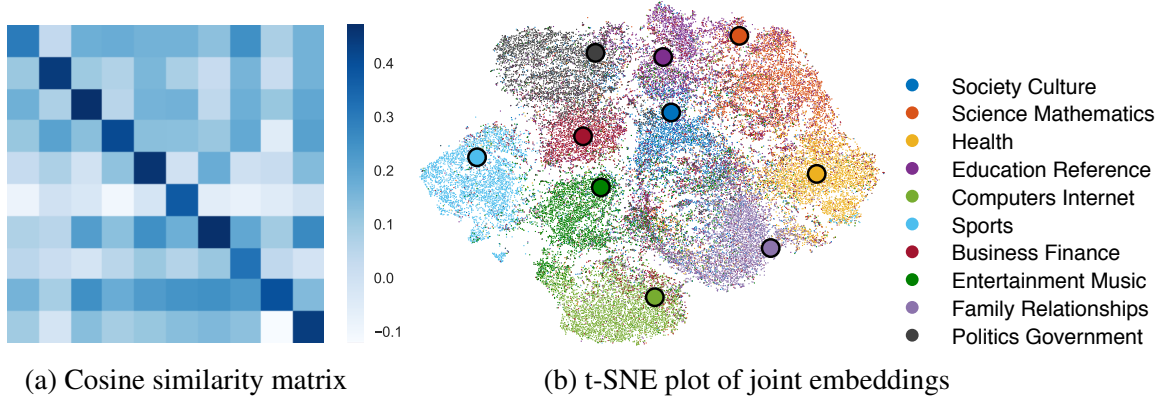 0.4
0.3
0.2
0.1
0.0
−0.1
Society Culture
Science Mathematics
Health
Education Reference
Computers Internet
Sports
Business Finance
Entertainment Music
Family Relationships
Politics Government
(a) Cosine similarity matrix
(b) t-SNE plot of joint embeddings